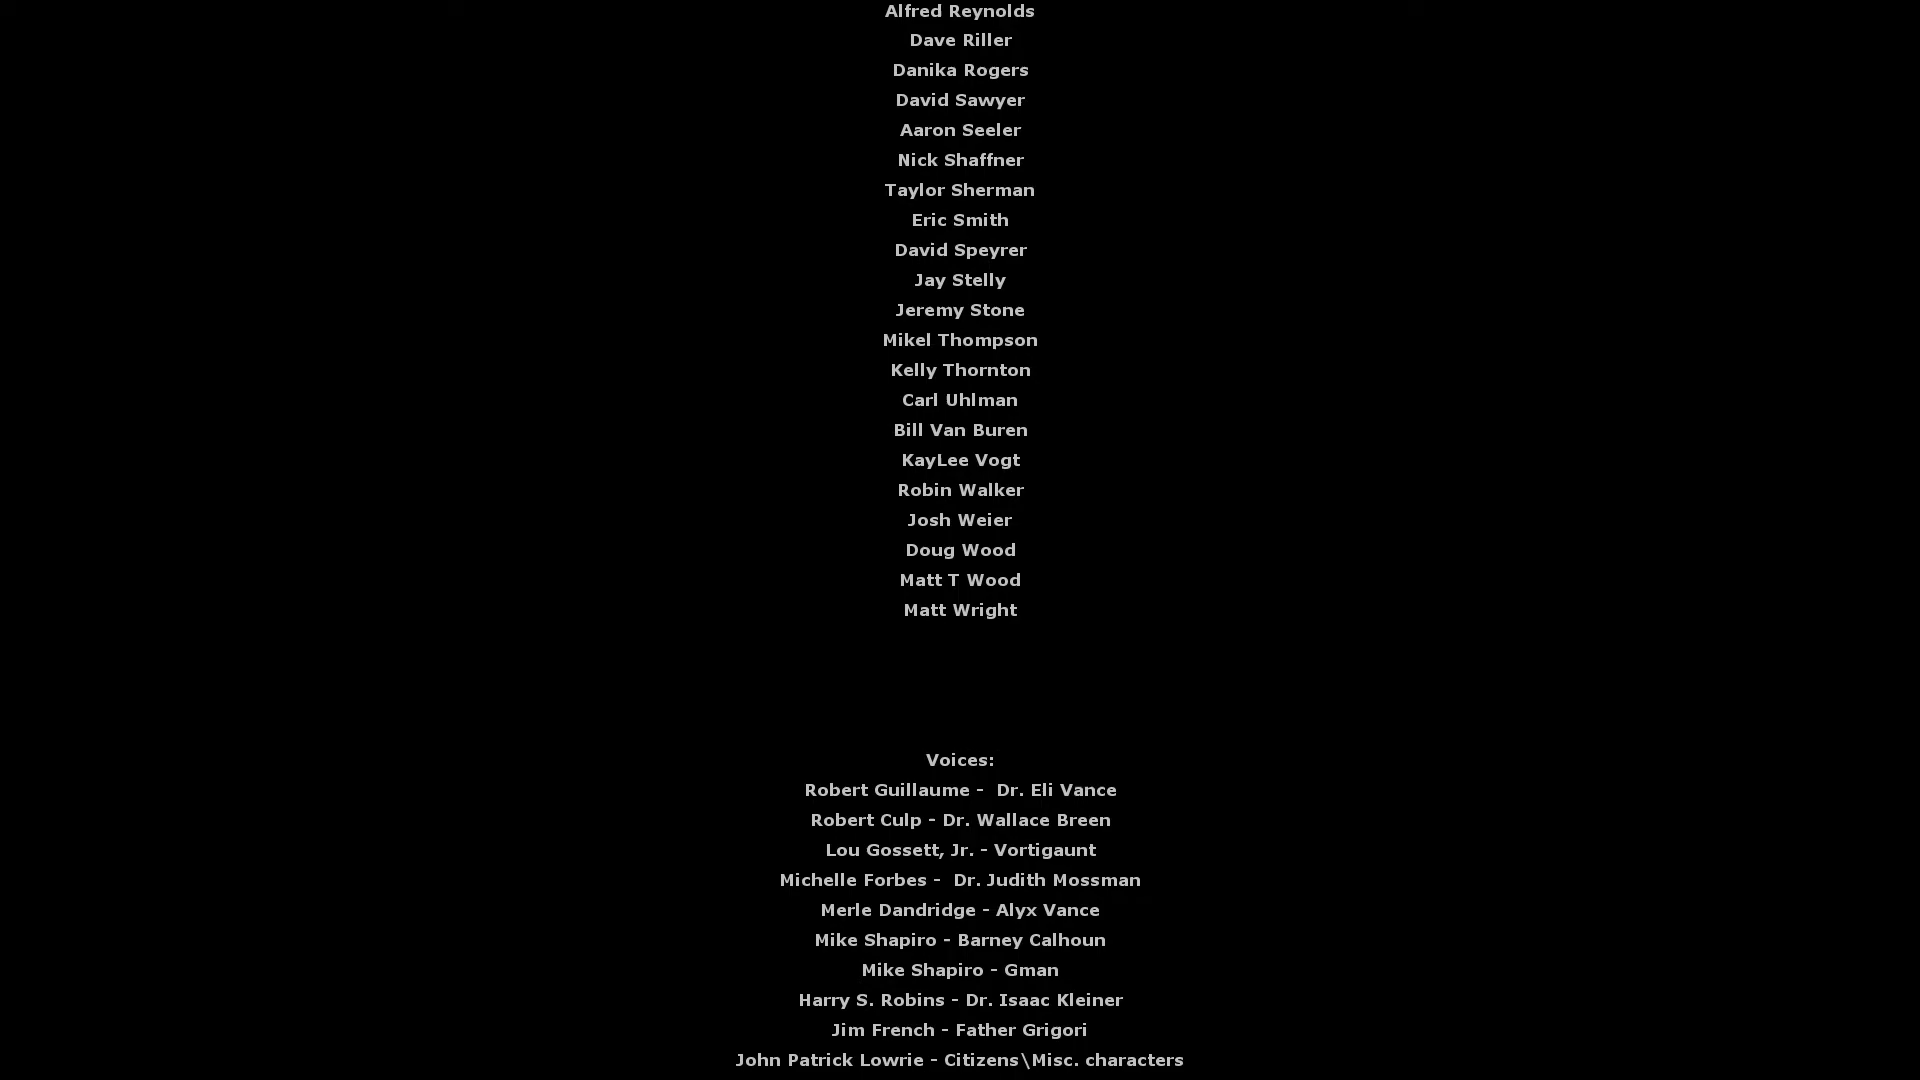 Alfred Reynolds
Dave Riller
Danika Rogers
David Sawyer
Aaron Seeler
Nick Shaffner
Taylor Sherman
Eric Smith
David Speyrer
Jay Stelly
Jeremy Stone
Mikel Thompson
Kelly Thornton
Carl Uhlman
Bill Van Buren
KayLee Vogt
Robin Walker
Josh Weier
Doug Wood
Matt T Wood
Matt Wright
Voices:
Robert Guillaume -  Dr. Eli Vance
Robert Culp - Dr. Wallace Breen
Lou Gossett, Jr. - Vortigaunt
Michelle Forbes -  Dr. Judith Mossman
Merle Dandridge - Alyx Vance
Mike Shapiro - Barney Calhoun
Mike Shapiro - Gman
Harry S. Robins - Dr. Isaac Kleiner
Jim French - Father Grigori
John Patrick Lowrie - Citizens\Misc. characters